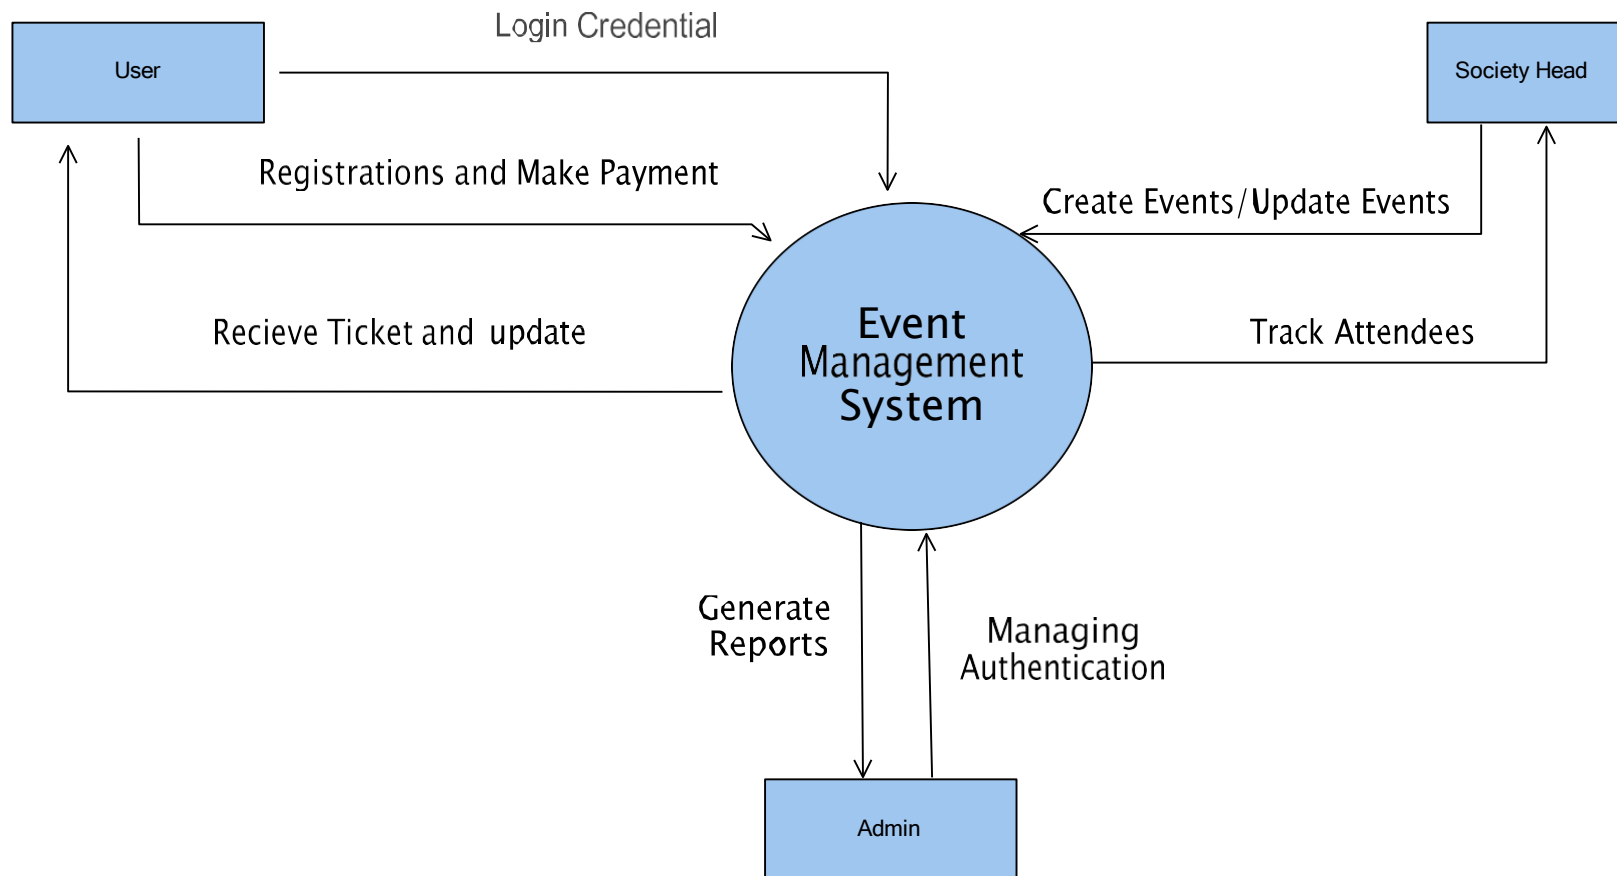 Login Credential
User
Society Head
Registrations and Make Payment
Create Events/Update Events
Recieve Ticket and update
Track Attendees
Event
Management
System
Generate
Reports
Managing
Authentication
Admin